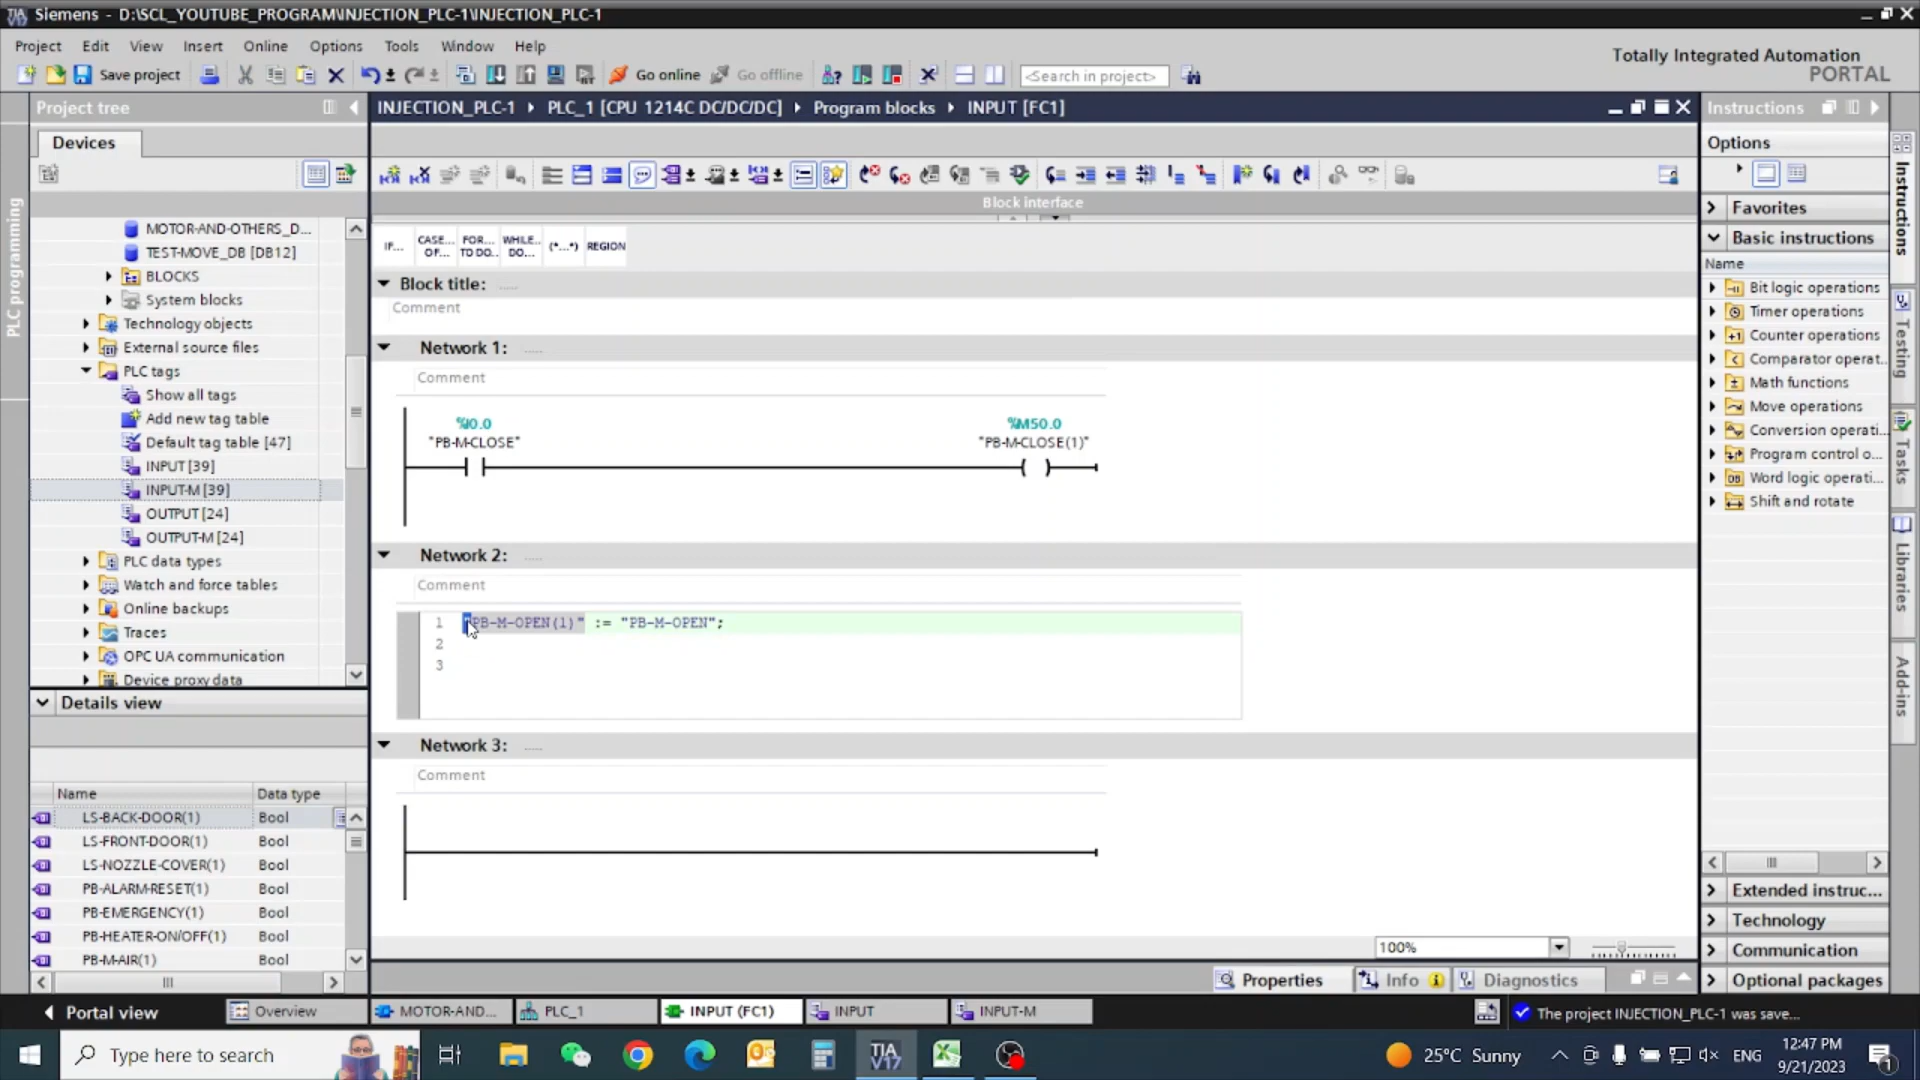 Siemens - D:\SCL_YOUTUBE_PROGRAM\INJECTION_PLC-1\INJECTION_PLC-1
Project Edit View Insert Online Options Tools Window Help
Totally Integrated Automation
PORTAL
Save project
Go online
Go offline
<Search in project>
Project tree
INJECTION_PLC-1 PLC_1 [CPU 1214C DC/DC/DC] Program blocks INPUT [FC1]
Instructions
Devices
Options
PLC programming
Instructions
Testing
Tasks
Libraries
Add-ins
Block interface
MOTOR-AND-OTHERS_D...
TEST-MOVE_DB [DB12]
BLOCKS
System blocks
Technology objects
External source files
PLC tags
Show all tags
Add new tag table
Default tag table [47]
INPUT [39]
INPUT-M [39]
OUTPUT [24]
OUTPUT-M [24]
PLC data types
Watch and force tables
Online backups
Traces
OPC UA communication
Device proxy data
Details view
Name Data type
LS-BACK-DOOR(1) Bool
LS-FRONT-DOOR(1) Bool
LS-NOZZLE-COVER(1) Bool
PB-ALARM-RESET(1) Bool
PB-EMERGENCY(1) Bool
PB-HEATER-ON/OFF(1) Bool
PB-M-AIR(1) Bool
IF... CASE... OF... FOR... TO DO... WHILE.. DO... (*...*) REGION
Block title: .....
Comment
Network 1: .....
Comment
%I0.0
"PB-M-CLOSE"
%M50.0
"PB-M-CLOSE(1)"
Network 2: .....
Comment
1 "PB-M-OPEN(1)" := "PB-M-OPEN";
2
3
Network 3: .....
Comment
100%
Favorites
Basic instructions
Name
Bit logic operations
Timer operations
Counter operations
Comparator operat..
Math functions
Move operations
Conversion operati..
Program control o...
Word logic operati...
Shift and rotate
Extended instruc...
Technology
Communication
Optional packages
Properties Info Diagnostics
Portal view Overview MOTOR-AND... PLC_1 INPUT (FC1) INPUT INPUT-M
The project INJECTION_PLC-1 was save...
Type here to search
TIA
V17
25°C Sunny
ENG
12:47 PM
9/21/2023
1